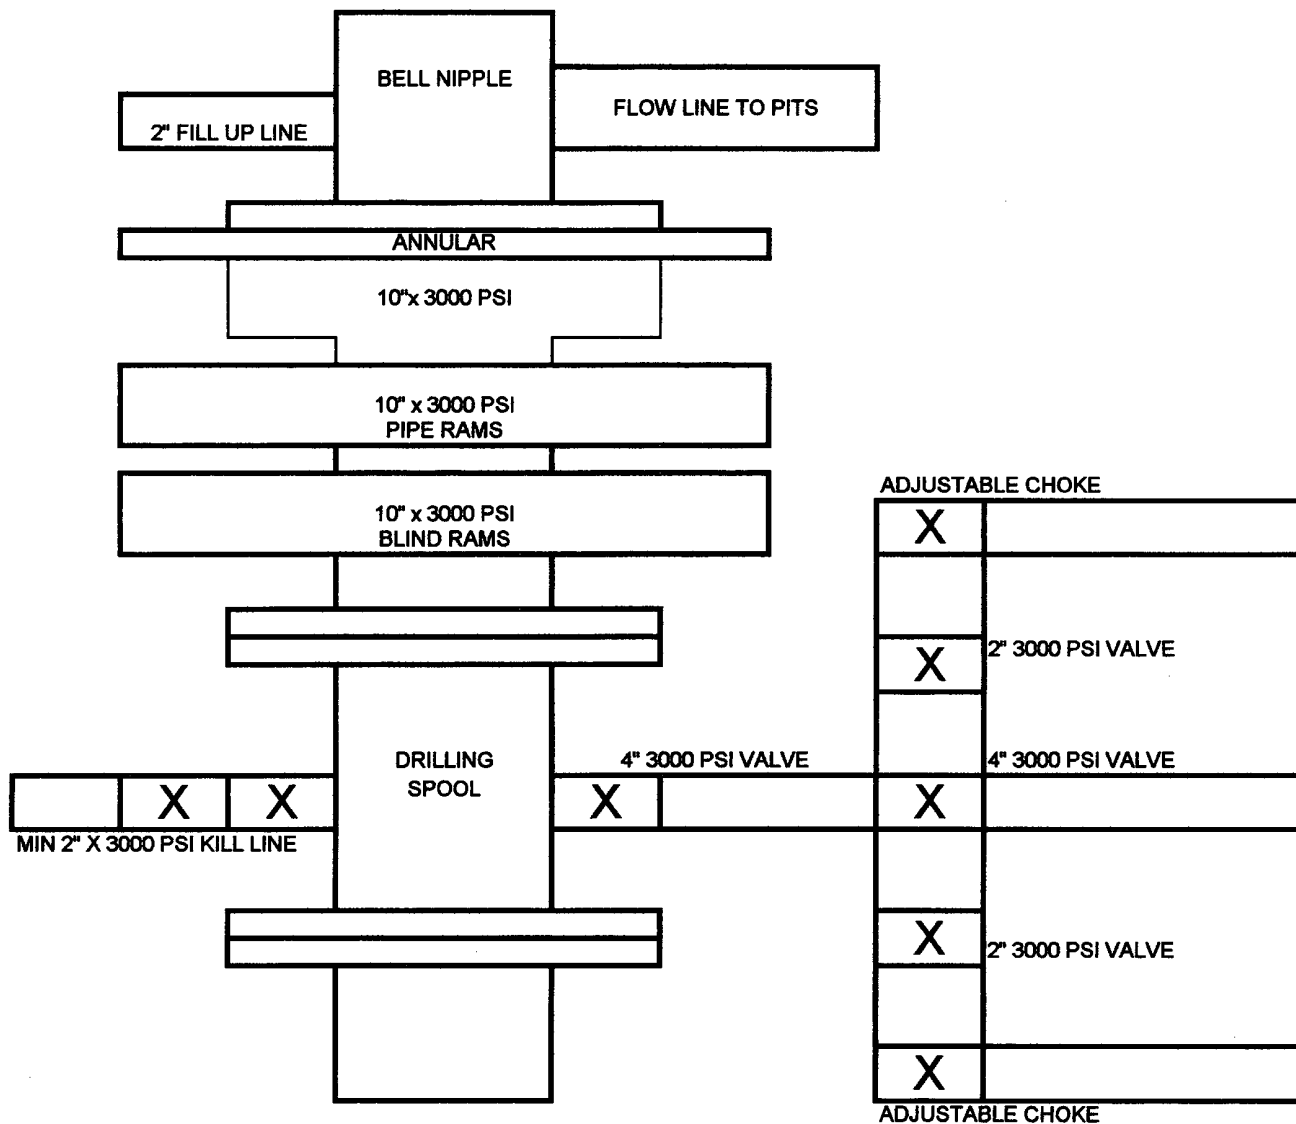 BELL NIPPLE
FLOW LINE TO PITS
2" FILL UP LINE
ANNULAR
10"x 3000 PSI
10" x 3000 PSI
PIPE RAMS
10" x 3000 PSI
BLIND RAMS
ADJUSTABLE CHOKE
X
X
2" 3000 PSI VALVE
DRILLING
SPOOL
4" 3000 PSI VALVE
4" 3000 PSI VALVE
X
X
X
X
MIN 2" X 3000 PSI KILL LINE
X
2" 3000 PSI VALVE
X
ADJUSTABLE CHOKE